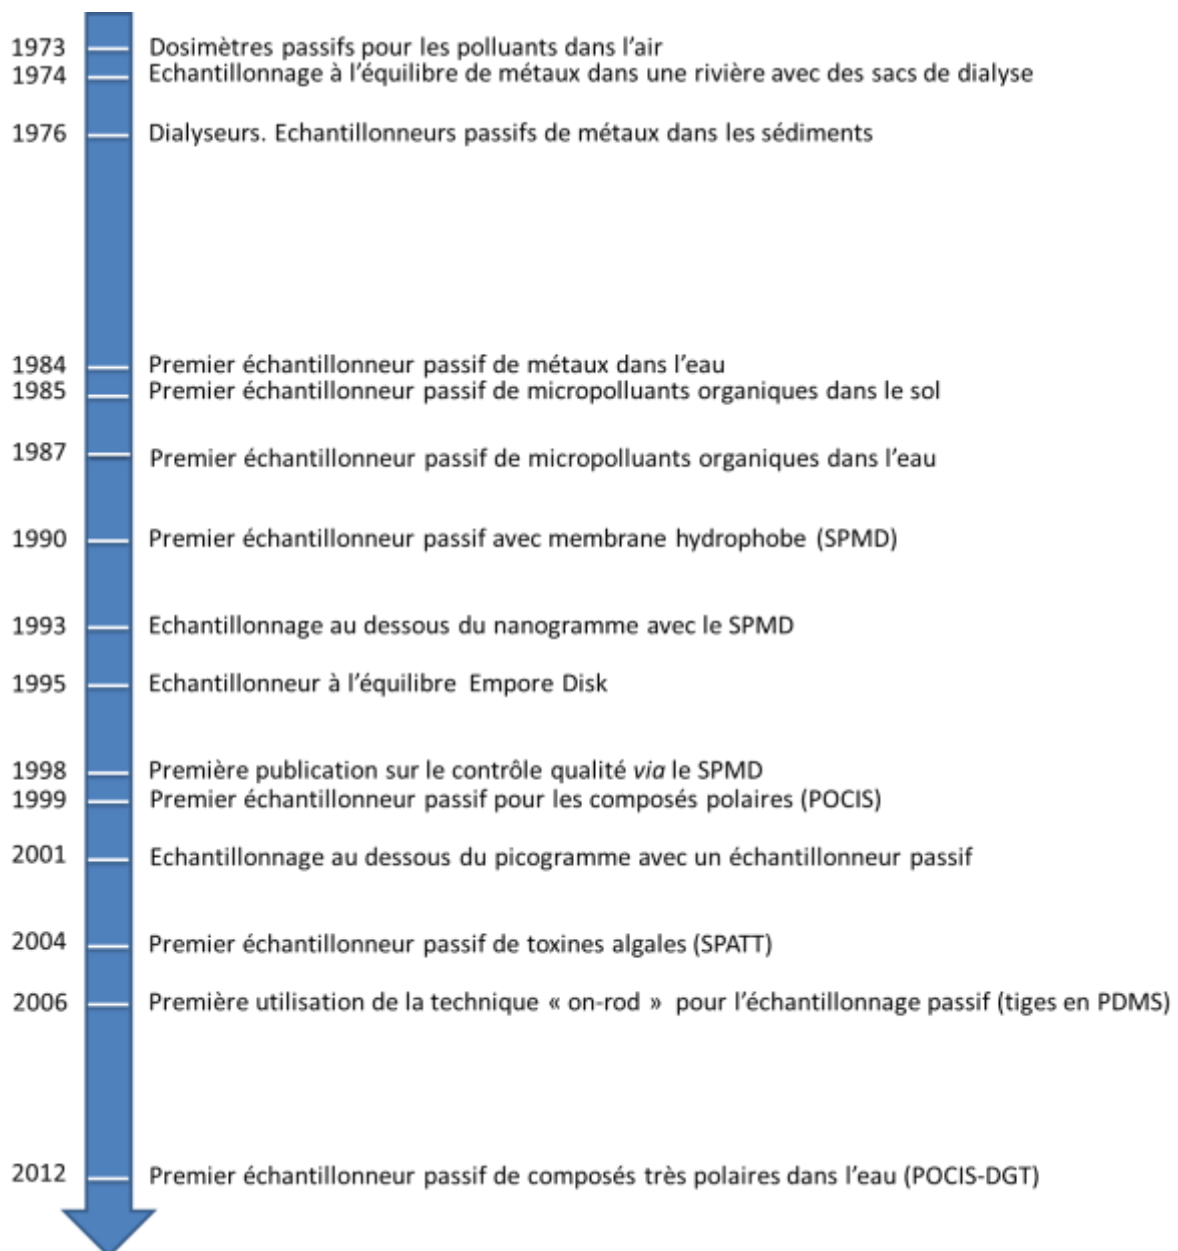 1973 Dosimètres passifs pour les polluants dans l'air
1974 Echantillonnage à l'équilibre de métaux dans une rivière avec des sacs de dialyse
1976 Dialyseurs. Echantillonneurs passifs de métaux dans les sédiments
1984 Premier échantillonneur passif de métaux dans l'eau
1985 Premier échantillonneur passif de micropolluants organiques dans le sol
1987 Premier échantillonneur passif de micropolluants organiques dans l'eau
1990 Premier échantillonneur passif avec membrane hydrophobe (SPMD)
1993 Echantillonnage au dessous du nanogramme avec le SPMD
1995 Echantillonneur à l'équilibre Empore Disk
1998 Première publication sur le contrôle qualité via le SPMD
1999 Premier échantillonneur passif pour les composés polaires (POCIS)
2001 Echantillonnage au dessous du picogramme avec un échantillonneur passif
2004 Premier échantillonneur passif de toxines algales (SPATT)
2006 Première utilisation de la technique « on-rod » pour l'échantillonnage passif (tiges en PDMS)
2012 Premier échantillonneur passif de composés très polaires dans l'eau (POCIS-DGT)